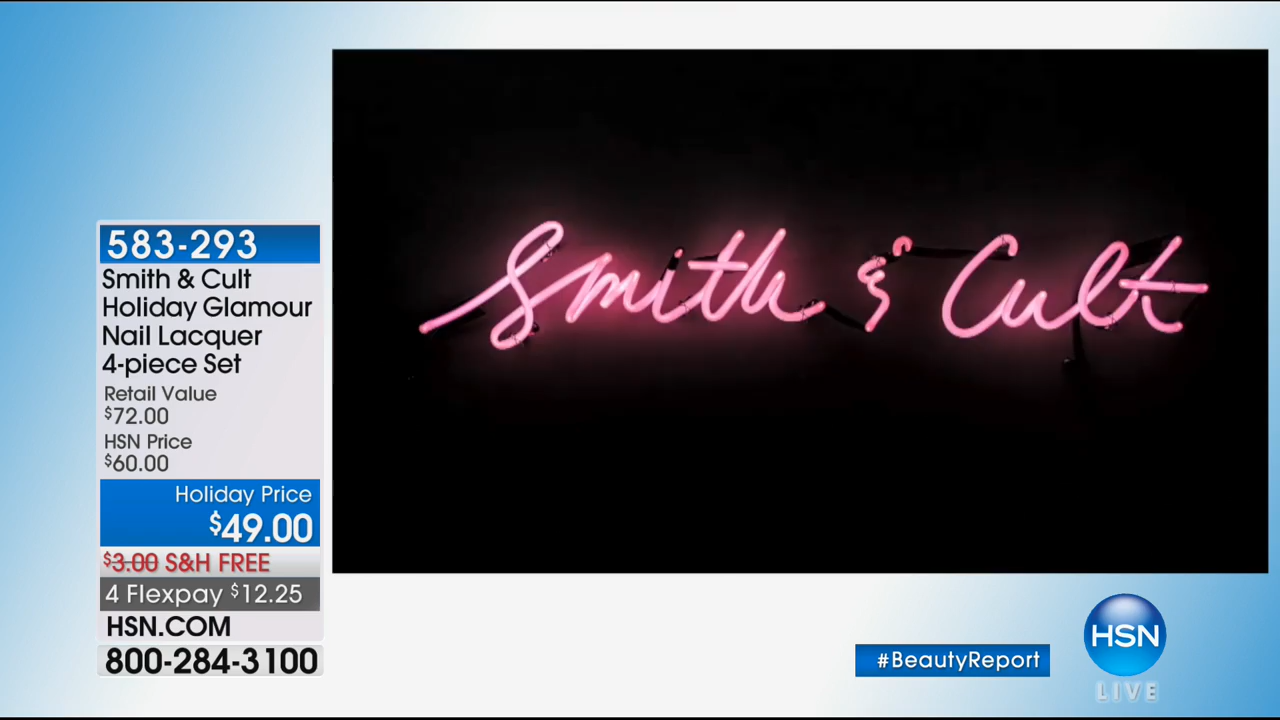 583-293
Smith & Cult
Holiday Glamour
Nail Lacquer
4-piece Set
Retail Value
$72.00
HSN Price
$60.00
Holiday Price
$49.00
$3.00 S&H FREE
4 Flexpay $12.25
HSN.COM
800-284-3100
Smith & Cult
#BeautyReport
HSN
LIVE